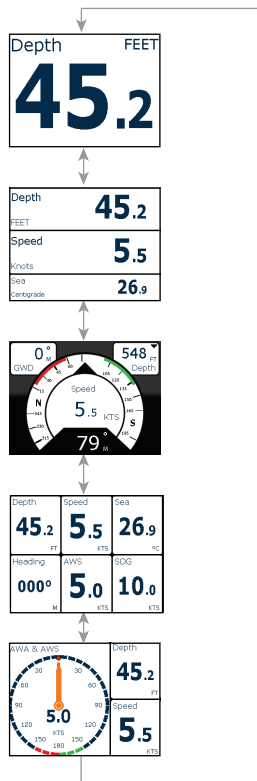 Depth FEET
45.2
Depth
45.2
FEET
Speed
5.5
Knots
Sea
26.9
Centigrade
0° M
548 FT
GWD
Depth
Speed
5.5 KTS
N
S
79° M
Depth Speed Sea
45.2 5.5 26.9
FT KTS °C
Heading AWS SOG
000° 5.0 10.0
M KTS KTS
AWA & AWS
Depth
45.2
FT
30 30
60 60
90 90
120 120
150 180 150
5.0
KTS
Speed
5.5
KTS